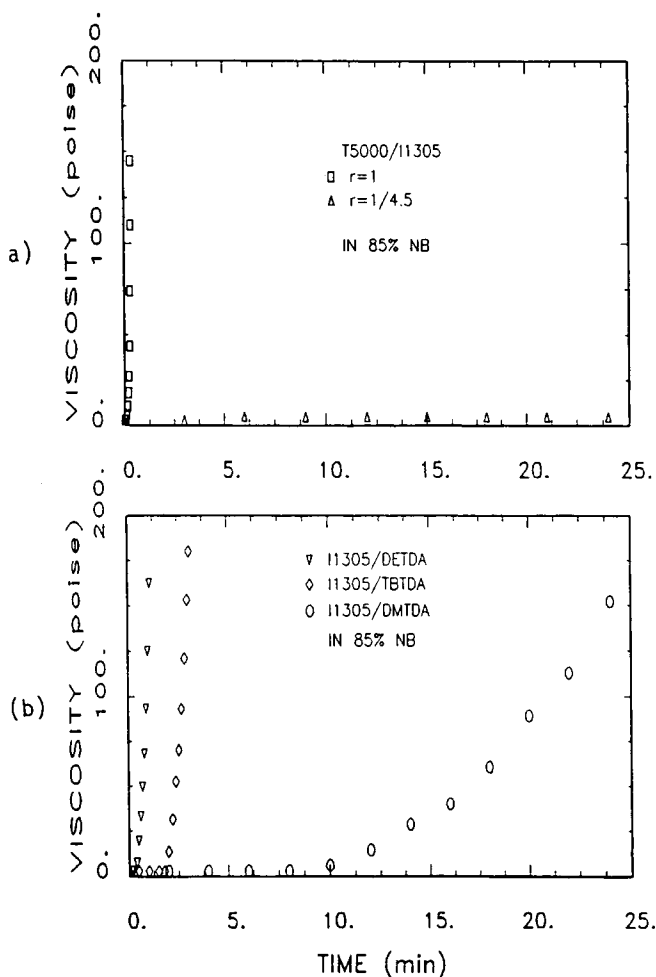 a)
VISCOSITY (poise)
200.
100.
0.
T5000/I1305
r=1
r=1/4.5
IN 85% NB
0. 5. 10. 15. 20. 25.
(b)
VISCOSITY (poise)
200.
100.
0.
I1305/DETDA
I1305/TBTDA
I1305/DMTDA
IN 85% NB
0. 5. 10. 15. 20. 25.
TIME (min)